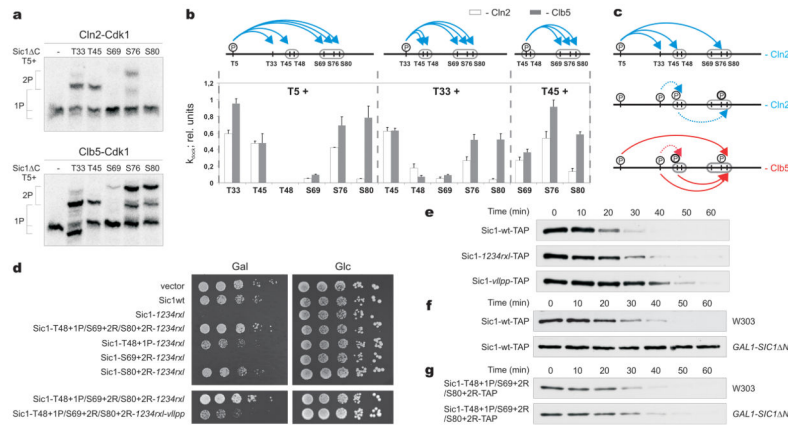 a
Cln2-Cdk1
Sic1ΔC - T33 T45 S69 S76 S80
T5+
2P
1P
Clb5-Cdk1
Sic1ΔC - T33 T45 S69 S76 S80
T5+
2P
1P
b
- Cln2 - Clb5
P P P
T5 T33 T45 T48 S69 S76 S80 T33 T45 T48 S69 S76 S80 T45 T48 S69 S76 S80
T5 + T33 + T45 +
rel. units
1,2
1
0,8
0,6
0,4
0,2
0
T33 T45 T48 S69 S76 S80 T45 T48 S69 S76 S80 S69 S76 S80
c
P
T5 T33 T45 T48 S69 S76 S80
- Cln2
P P P
- Cln2
P P P P
- Clb5
d
Gal Glc
vector
Sic1wt
Sic1-1234rxl
Sic1-T48+1P/S69+2R/S80+2R-1234rxl
Sic1-T48+1P-1234rxl
Sic1-S69+2R-1234rxl
Sic1-S80+2R-1234rxl
Sic1-T48+1P/S69+2R/S80+2R-1234rxl
Sic1-T48+1P/S69+2R/S80+2R-1234rxl-vllpp
e
Time (min) 0 10 20 30 40 50 60
Sic1-wt-TAP
Sic1-1234rxl-TAP
Sic1-vllpp-TAP
f
Time (min) 0 10 20 30 40 50 60
Sic1-wt-TAP W303
Sic1-wt-TAP GAL1-SIC1ΔN
g
Time (min) 0 10 20 30 40 50 60
Sic1-T48+1P/S69+2R
/S80+2R-TAP W303
Sic1-T48+1P/S69+2R
/S80+2R-TAP GAL1-SIC1ΔN